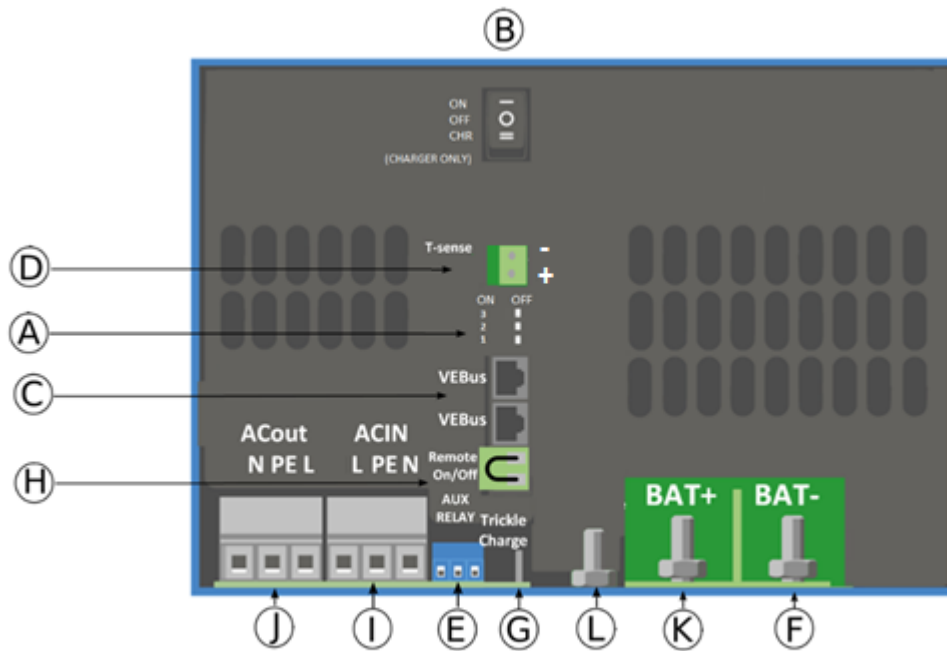 B
ON
OFF
CHR
(CHARGER ONLY)
T-sense
-
+
D
ON OFF
3
2
1
A
VEBus
C
VEBus
ACout
N PE L
ACIN
L PE N
Remote
On/Off
H
AUX
RELAY
Trickle
Charge
BAT+
BAT-
J
I
E
G
L
K
F